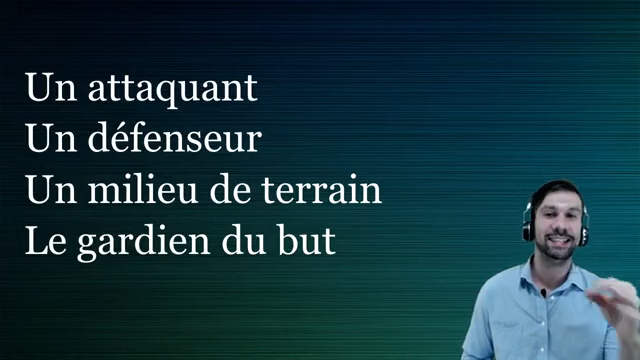 Un attaquant
Un défenseur
Un milieu de terrain
Le gardien du but